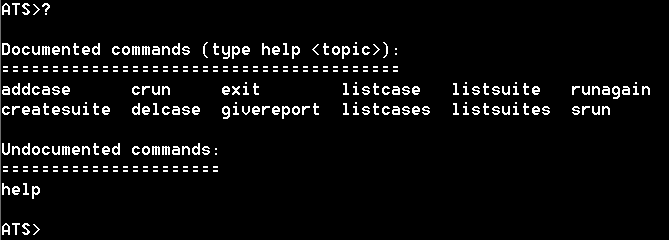 ATS>?
Documented commands (type help <topic>):
========================================
addcase      crun     exit        listcase   listsuite   runagain
createsuite  delcase  givereport  listcases  listsuites  srun
Undocumented commands:
======================
help
ATS>